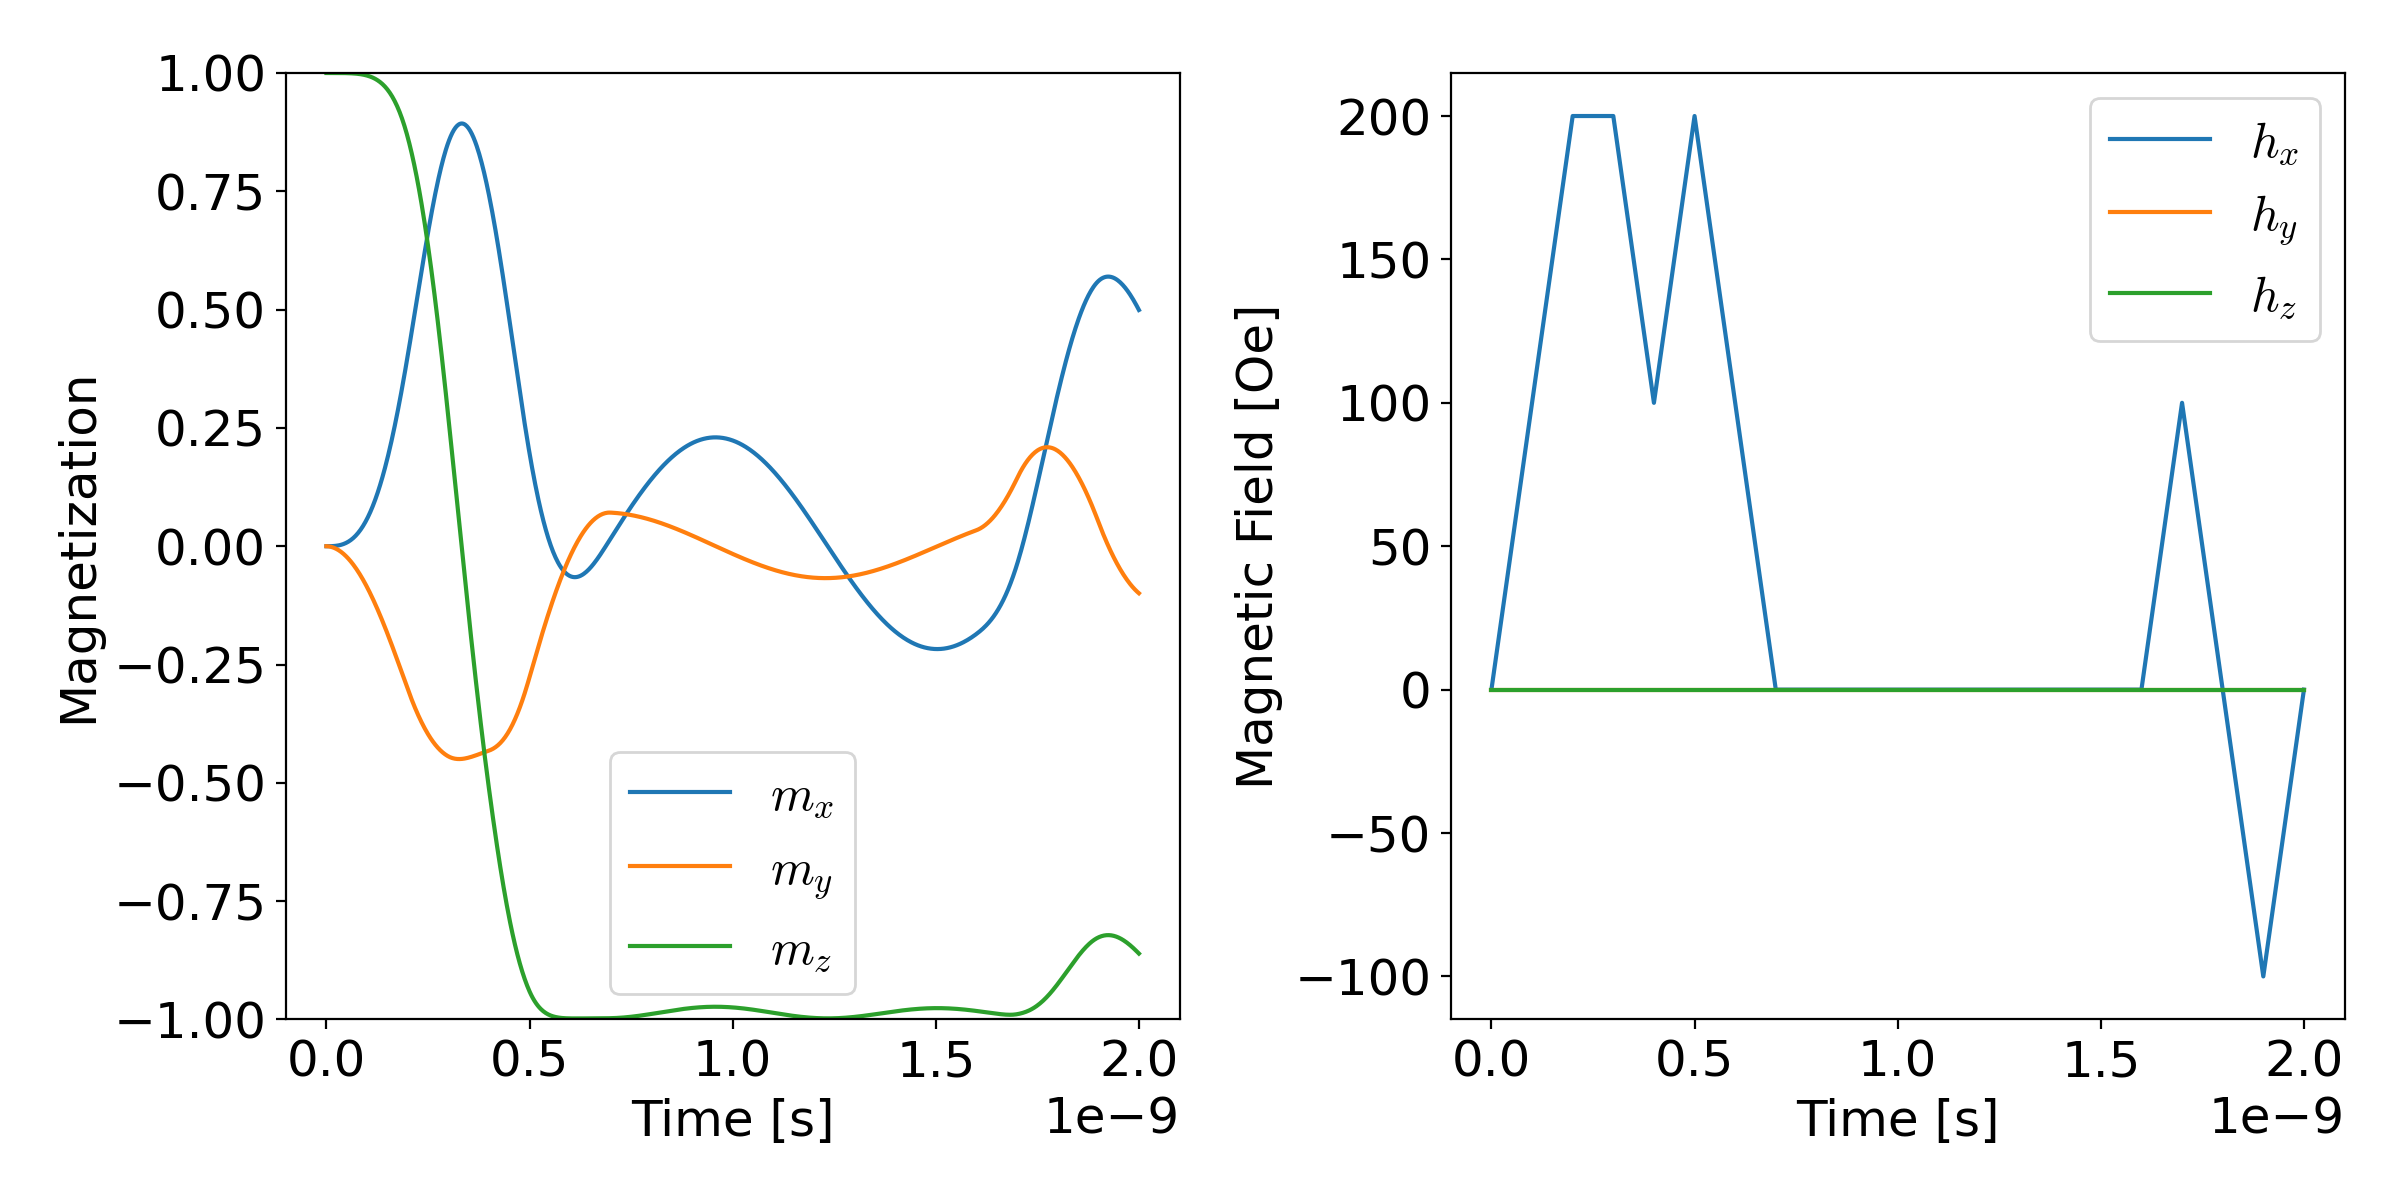 Magnetization
1.00
0.75
0.50
0.25
0.00
−0.25
−0.50
−0.75
−1.00
m_x
m_y
m_z
0.0 0.5 1.0 1.5 2.0
Time [s]
1e−9
Magnetic Field [Oe]
200
150
100
50
0
−50
−100
h_x
h_y
h_z
0.0 0.5 1.0 1.5 2.0
Time [s]
1e−9